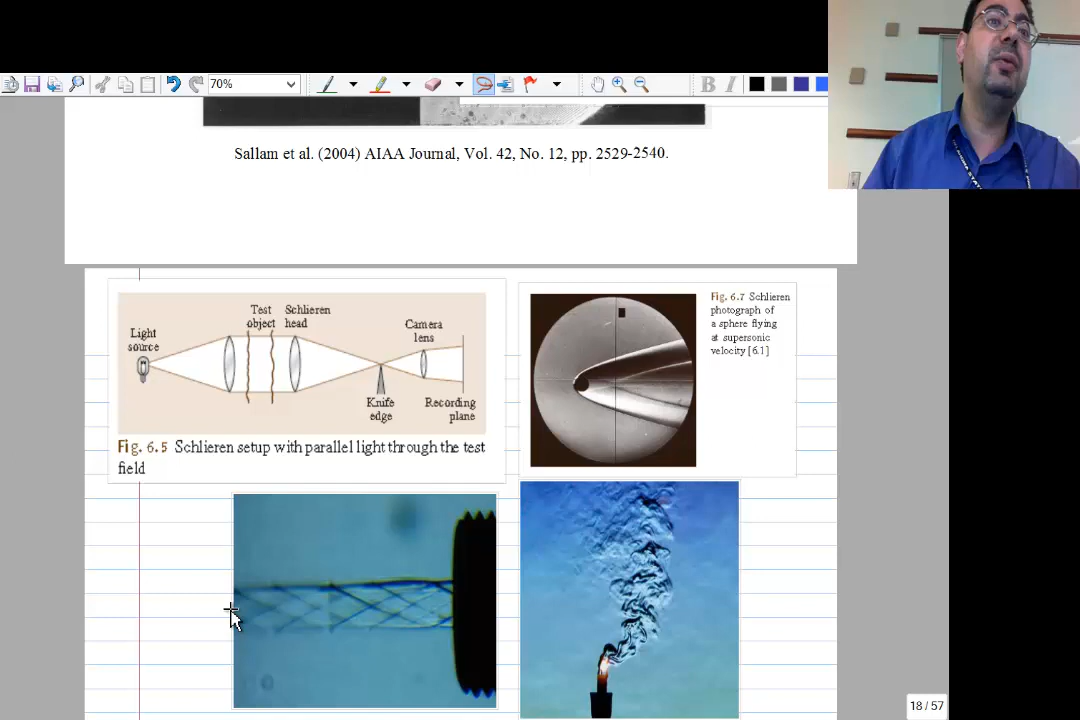 70%
B I
Sallam et al. (2004) AIAA Journal, Vol. 42, No. 12, pp. 2529-2540.
Light
source
Test
object
Schlieren
head
Camera
lens
Knife
edge
Recording
plane
Fig. 6.5 Schlieren setup with parallel light through the test
field
Fig. 6.7 Schlieren
photograph of
a sphere flying
at supersonic
velocity [6.1]
18 / 57